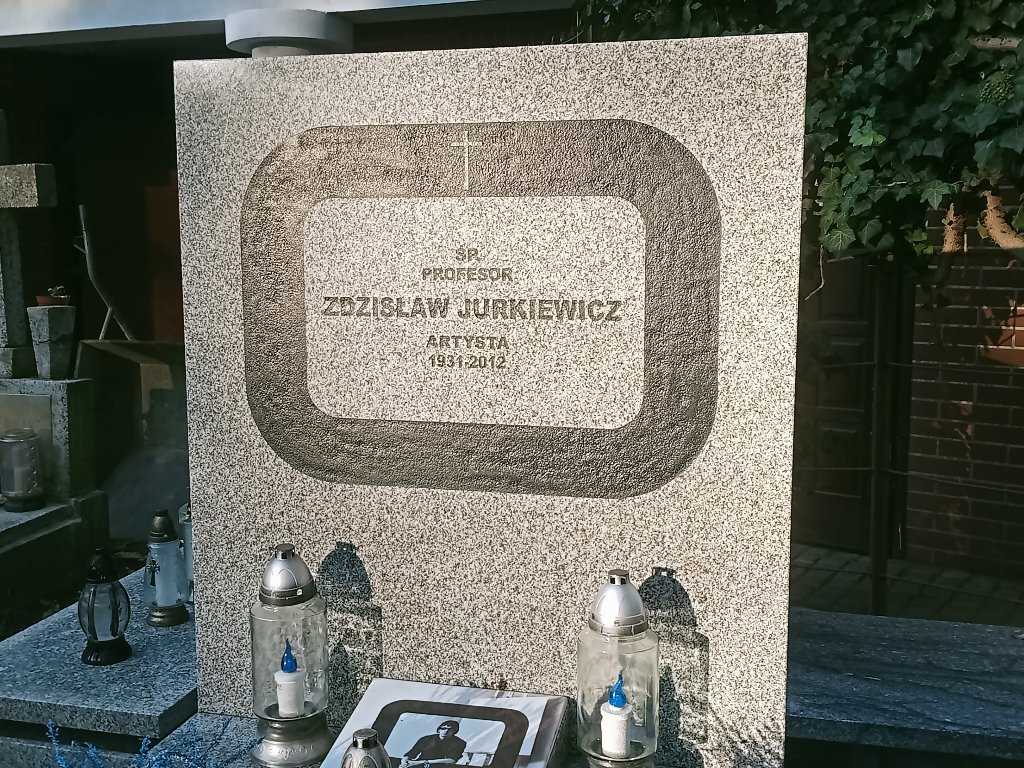 ŚP.
PROFESOR
ZDZISŁAW JURKIEWICZ
ARTYSTA
1931-2012